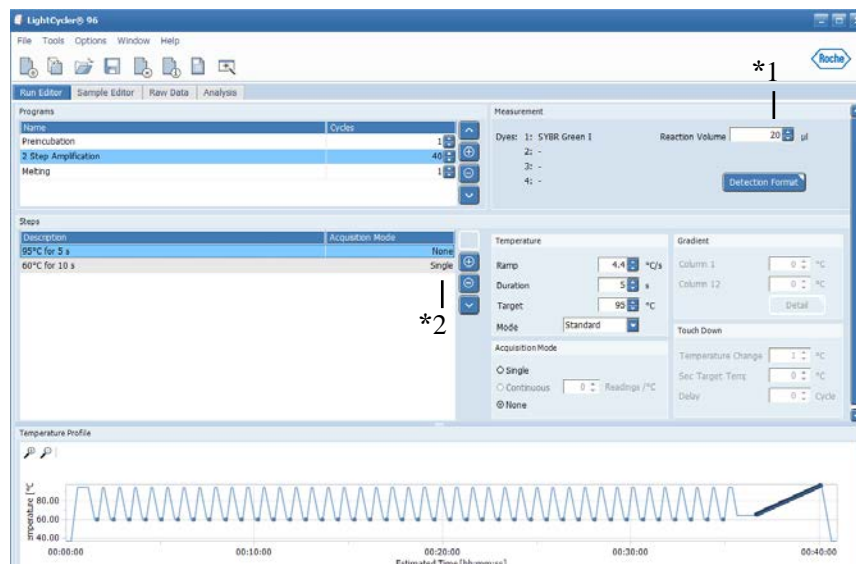 LightCycler® 96
File Tools Options Window Help
Roche
*1
Run Editor Sample Editor Raw Data Analysis
Programs
Name Cycles
Preincubation 1
2 Step Amplification 40
Melting 1
Measurement
Dyes: 1: SYBR Green I Reaction Volume 20 µl
2: -
3: -
4: -
Detection Format
Steps
Description Acquisition Mode
95°C for 5 s None
60°C for 10 s Single
*2
Temperature
Ramp 4.4 °C/s
Duration 5 s
Target 95 °C
Mode Standard
Acquisition Mode
Single
Continuous 0 Readings /°C
None
Gradient
Column 1 0 °C
Column 12 0 °C
Detail
Touch Down
Temperature Change 1 °C
Sec Target Temp 0 °C
Delay 0 Cycle
Temperature Profile
80.00
60.00
40.00
00:00:00 00:10:00 00:20:00 00:30:00 00:40:00
Estimated Time